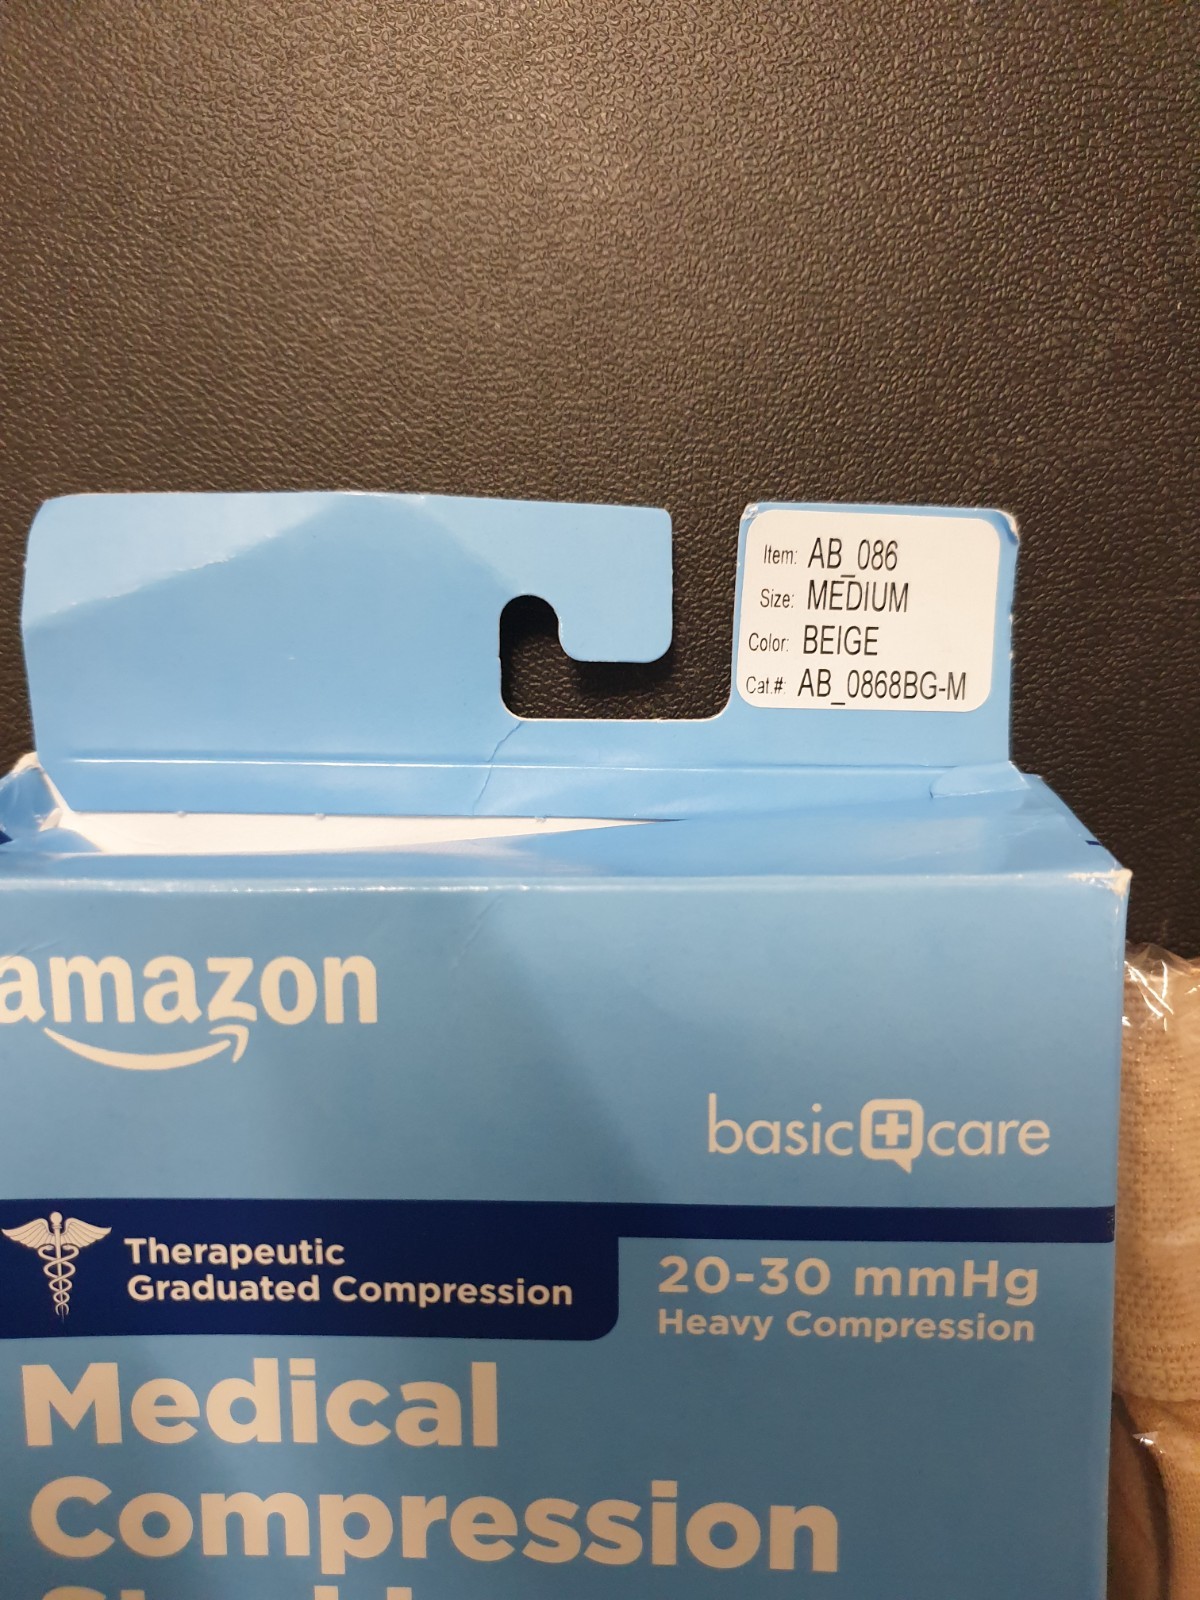 Item: AB_086
Size: MEDIUM
Color: BEIGE
Cat.#: AB_0868BG-M
amazon
basic care
Therapeutic
Graduated Compression
20-30 mmHg
Heavy Compression
Medical
Compression